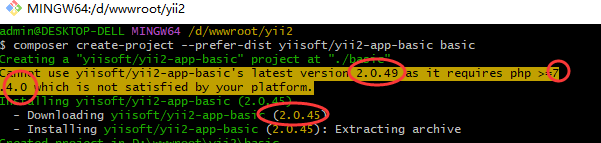 MINGW64:/d/wwwroot/yii2
admin@DESKTOP-DELL MINGW64 /d/wwwroot/yii2
$ composer create-project --prefer-dist yiisoft/yii2-app-basic basic
Creating a "yiisoft/yii2-app-basic" project at "./basic"
Cannot use yiisoft/yii2-app-basic's latest version 2.0.49 as it requires php >=7
.4.0 which is not satisfied by your platform.
Installing yiisoft/yii2-app-basic (2.0.45)
- Downloading yiisoft/yii2-app-basic (2.0.45)
- Installing yiisoft/yii2-app-basic (2.0.45): Extracting archive
Created project in D:\wwwroot\yii2\basic